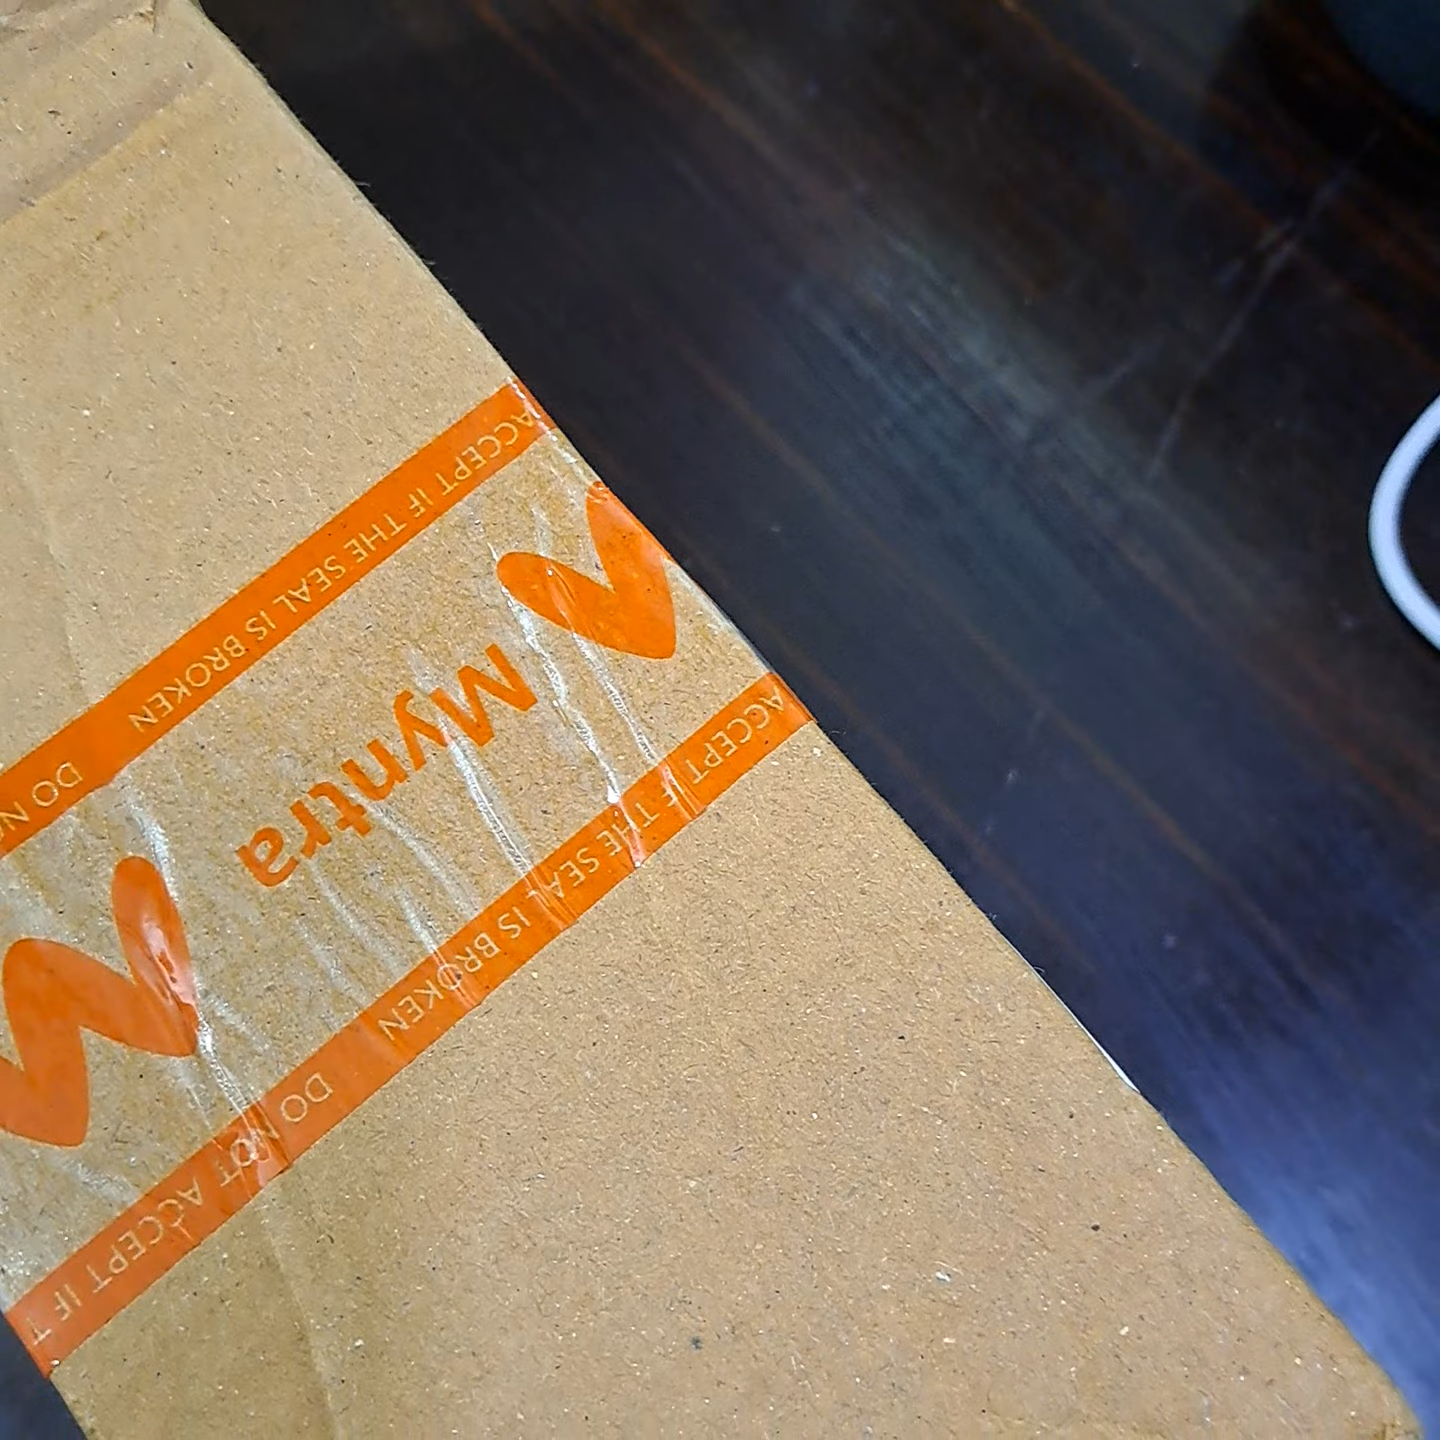 ACCEPT IF THE SEAL IS BROKEN DO NOT ACCEPT IF T
Myntra
DO ACCEPT IF THE SEAL IS BROKEN